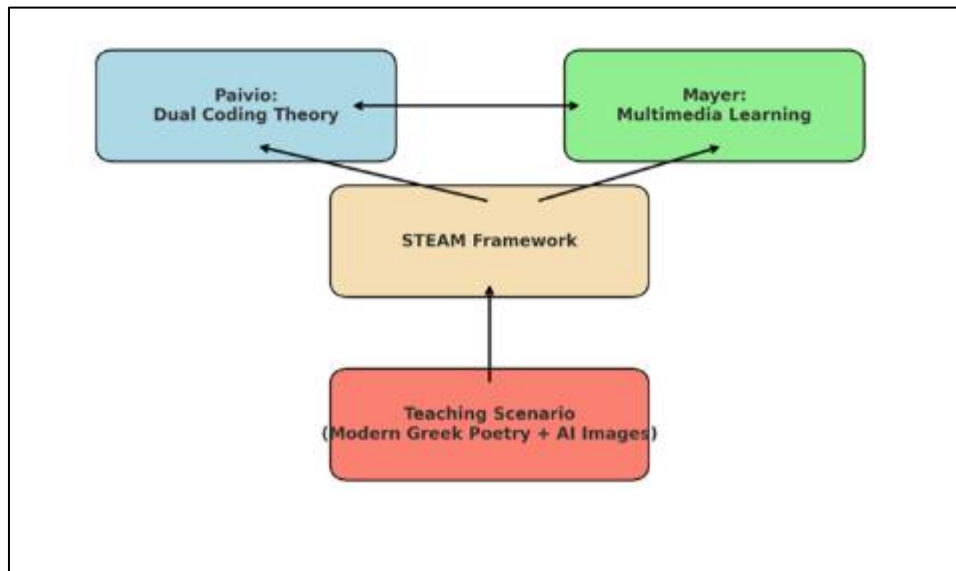 Paivio:
Dual Coding Theory
Mayer:
Multimedia Learning
STEAM Framework
Teaching Scenario
(Modern Greek Poetry + AI Images)